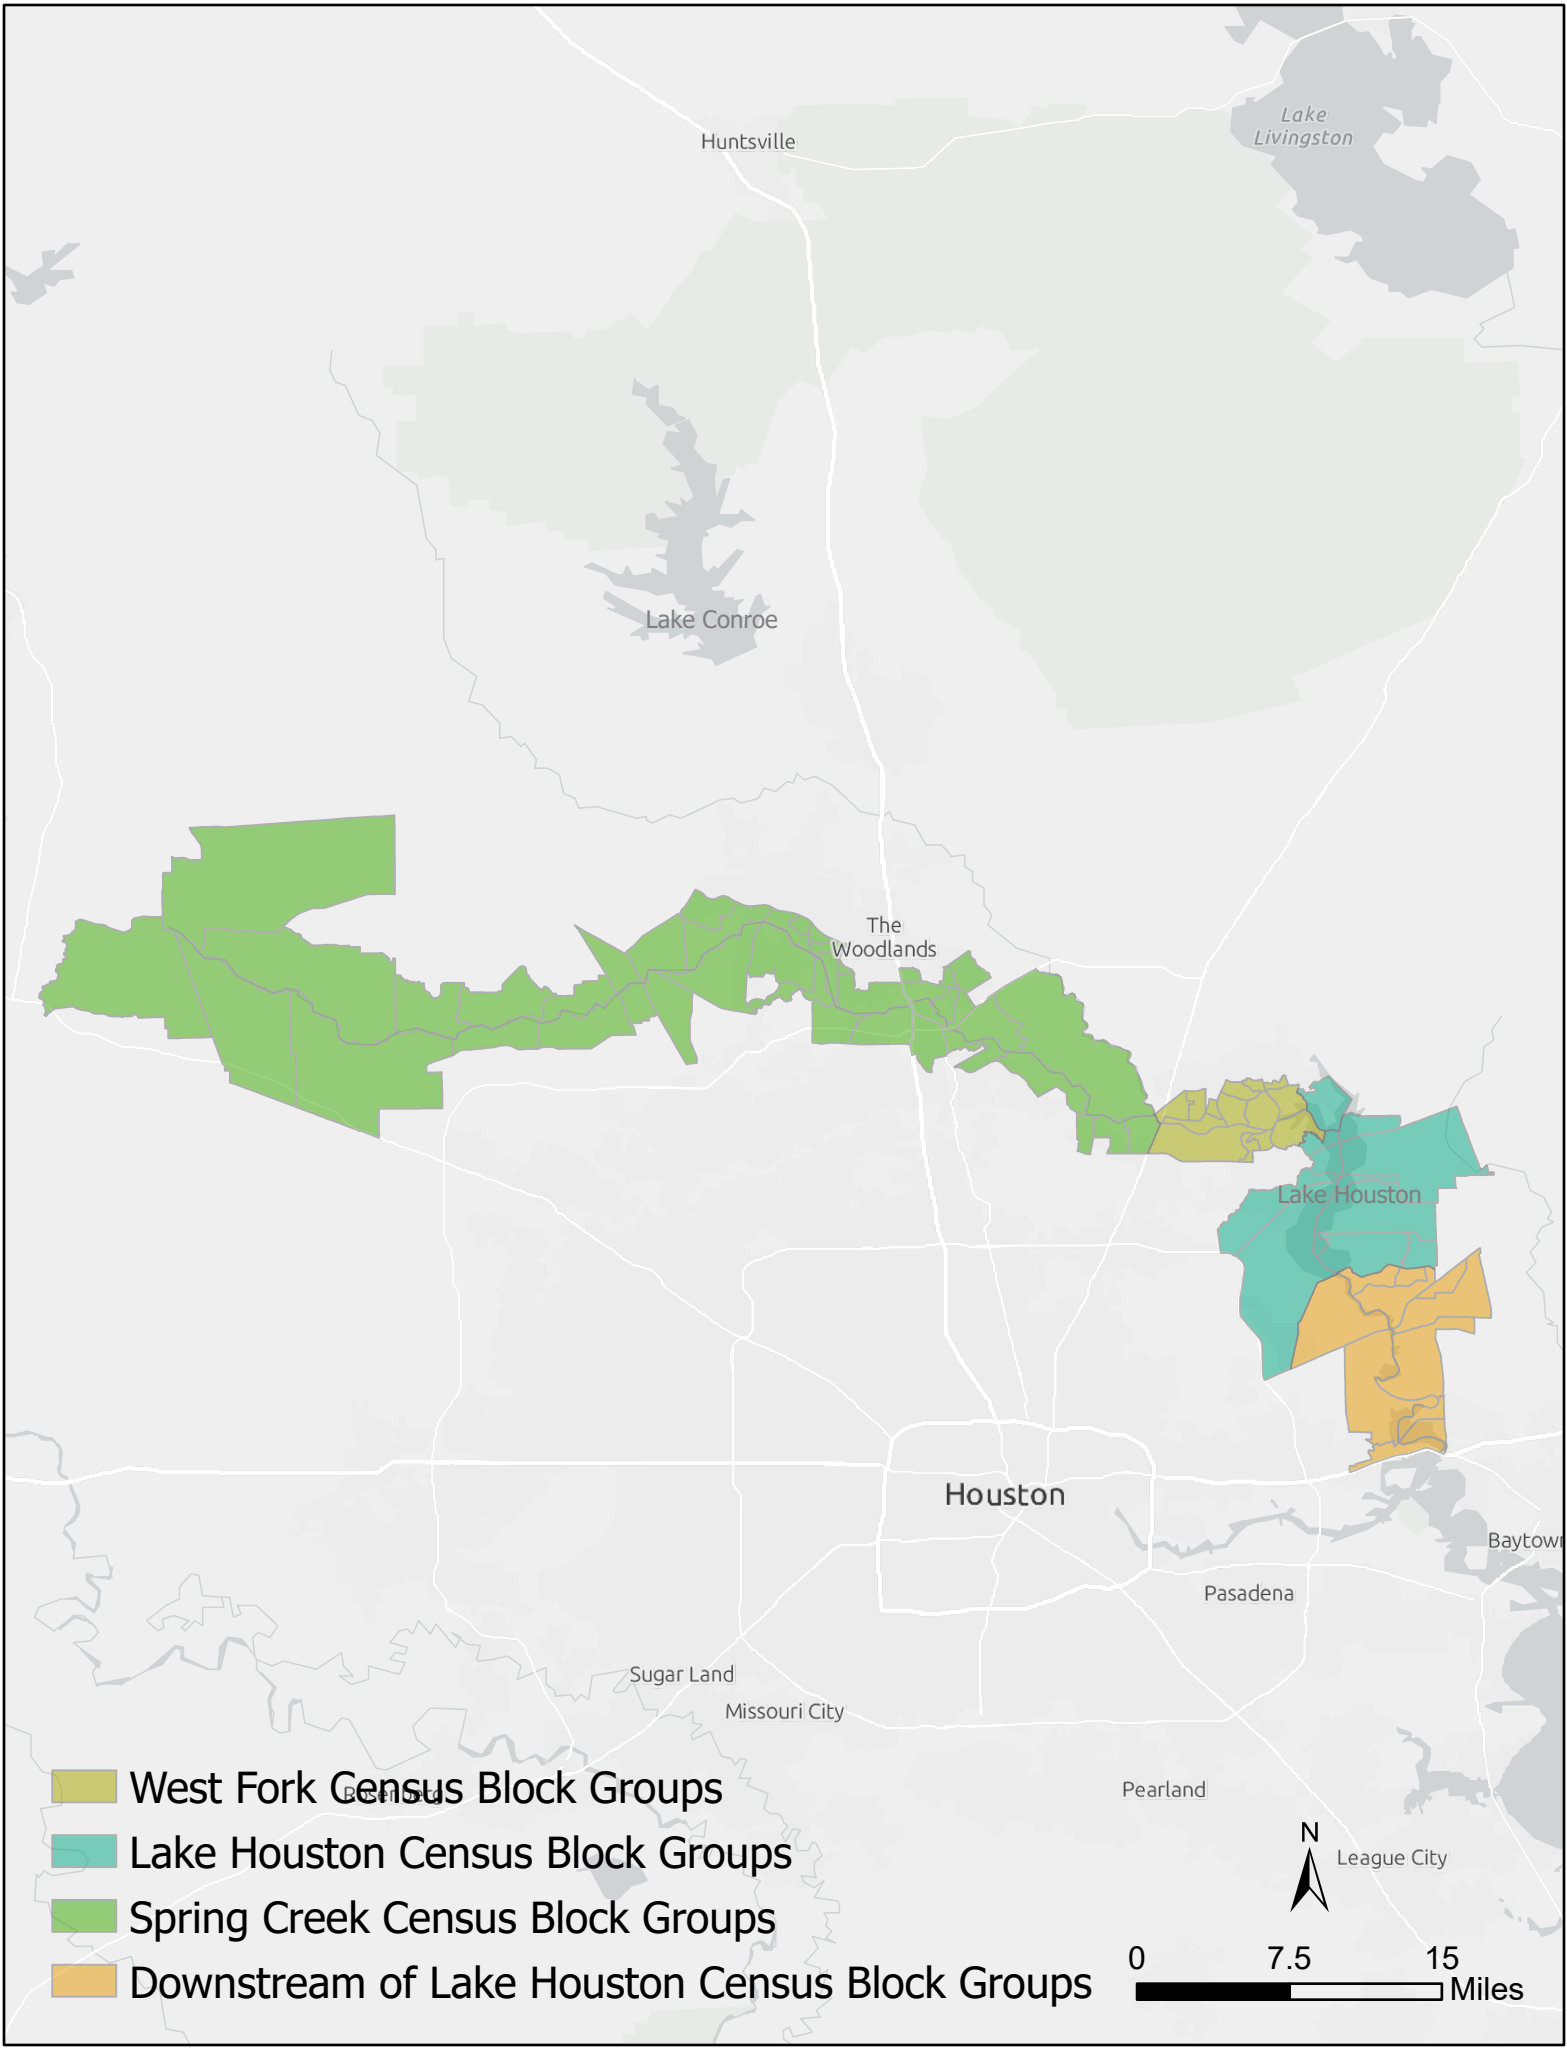 Lake
Livingston
Huntsville
Lake Conroe
The
Woodlands
Lake Houston
Houston
Baytown
Pasadena
Sugar Land
Missouri City
Rosenberg
Pearland
League City
West Fork Census Block Groups
Lake Houston Census Block Groups
Spring Creek Census Block Groups
Downstream of Lake Houston Census Block Groups
N
0 7.5 15
Miles